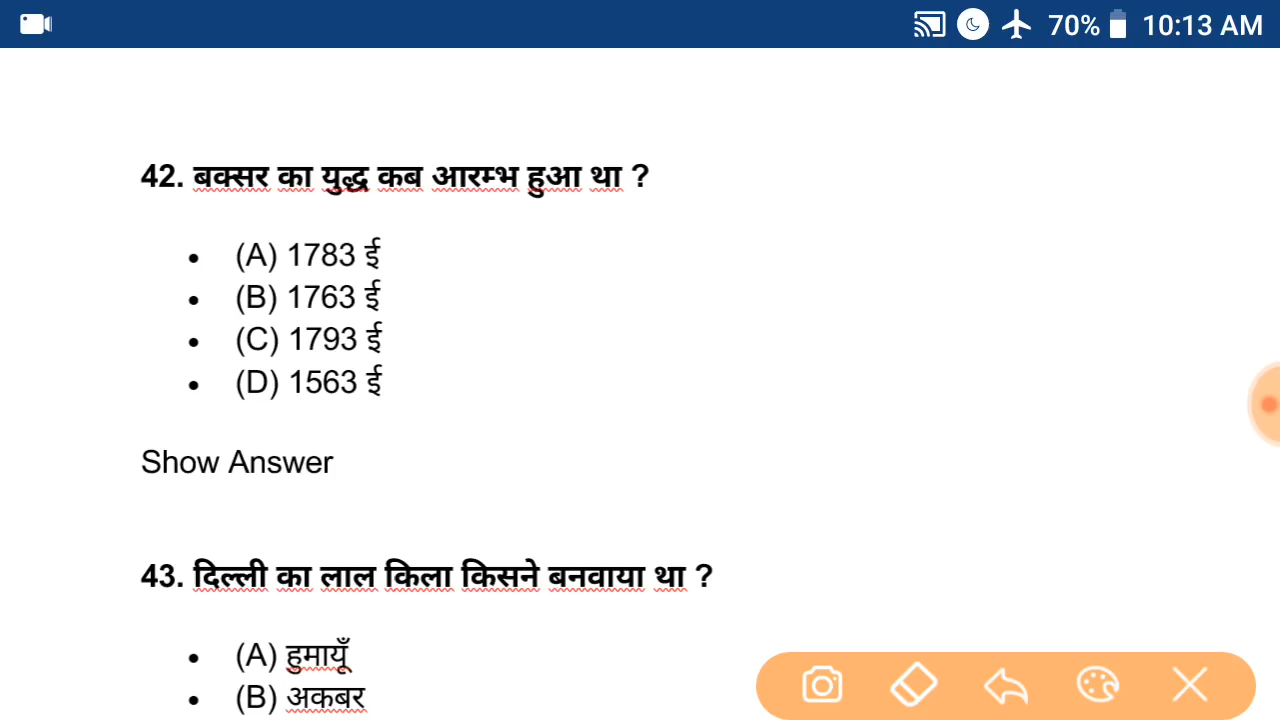 70% 10:13 AM
42. बक्सर का युद्ध कब आरम्भ हुआ था ?
(A) 1783 ई
(B) 1763 ई
(C) 1793 ई
(D) 1563 ई
Show Answer
43. दिल्ली का लाल किला किसने बनवाया था ?
(A) हुमायूँ
(B) अकबर